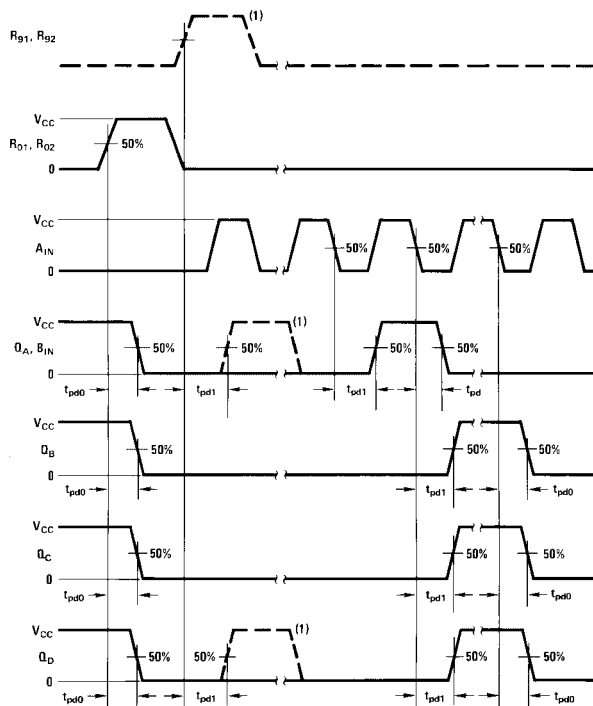 R91, R92 (1)
VCC
R01, R02 50%
0
VCC
AIN 50% 50% 50%
0
VCC (1)
QA, BIN 50% 50% 50% 50%
0
tpd0 tpd1 tpd1 tpd
VCC
QB 50% 50% 50%
0
tpd0 tpd1 tpd0
VCC
QC 50% 50% 50%
0
tpd0 tpd1 tpd0
VCC (1)
QD 50% 50% 50% 50%
0
tpd0 tpd1 tpd1 tpd0